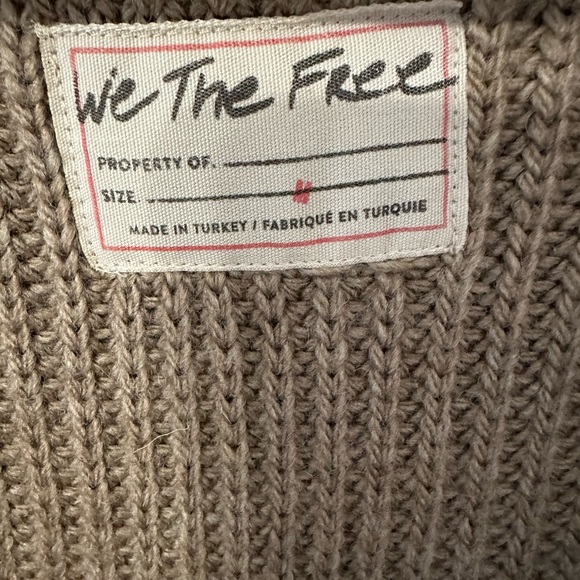 We The Free
PROPERTY OF.
SIZE M
MADE IN TURKEY / FABRIQUÉ EN TURQUIE